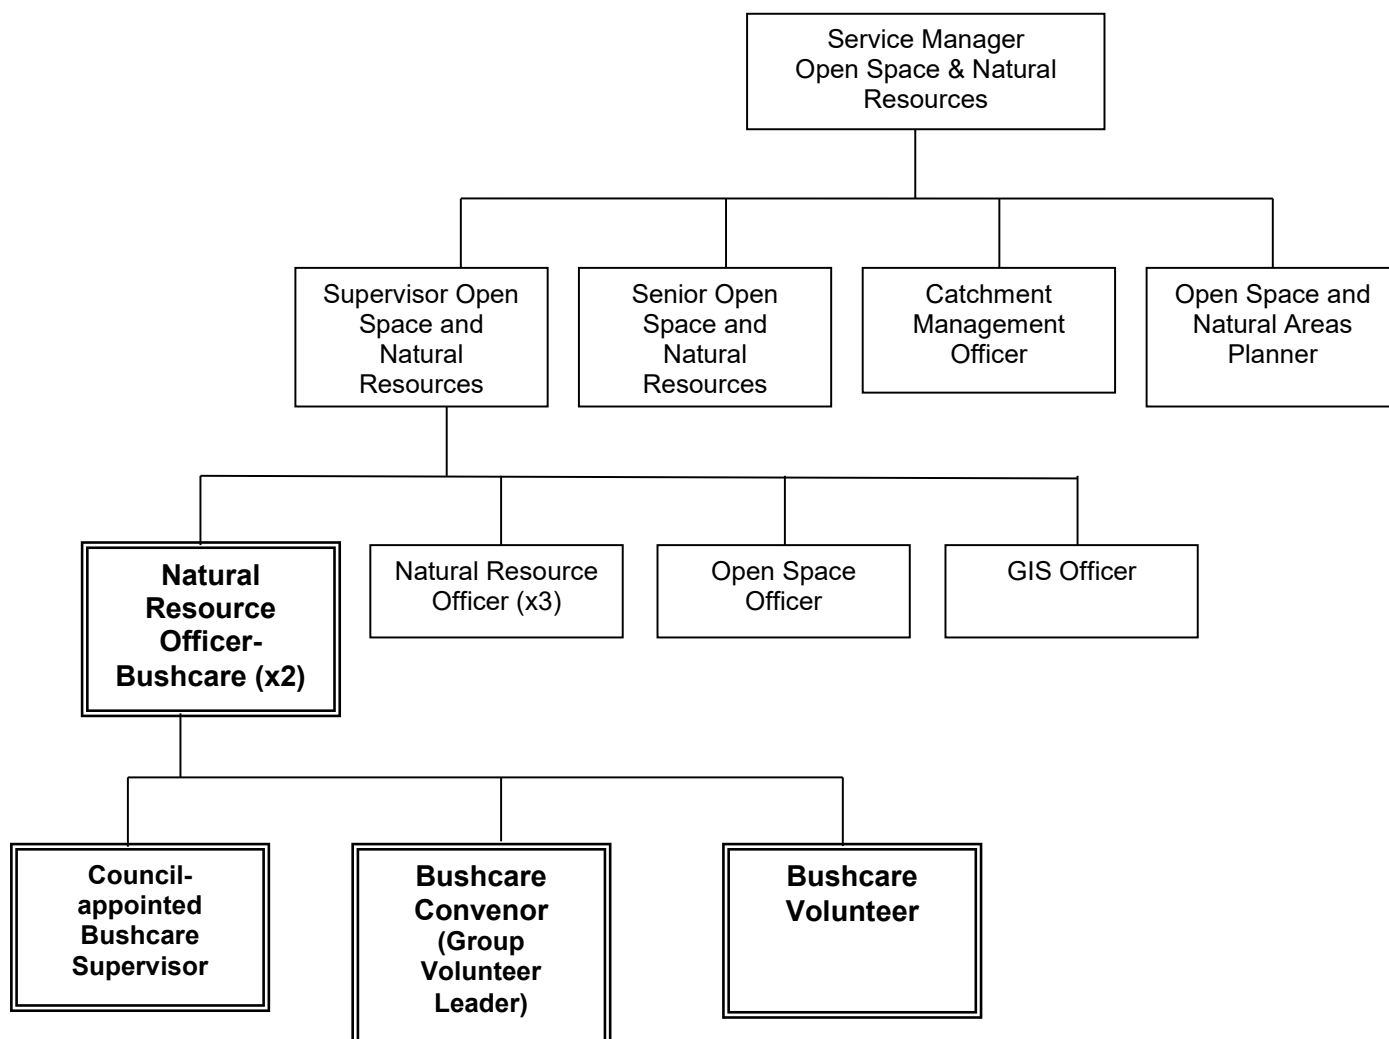 Service Manager
Open Space & Natural
Resources
Supervisor Open
Space and
Natural
Resources
Senior Open
Space and
Natural
Resources
Catchment
Management
Officer
Open Space and
Natural Areas
Planner
Natural
Resource
Officer-
Bushcare (x2)
Natural Resource
Officer (x3)
Open Space
Officer
GIS Officer
Council-
appointed
Bushcare
Supervisor
Bushcare
Convenor
(Group
Volunteer
Leader)
Bushcare
Volunteer